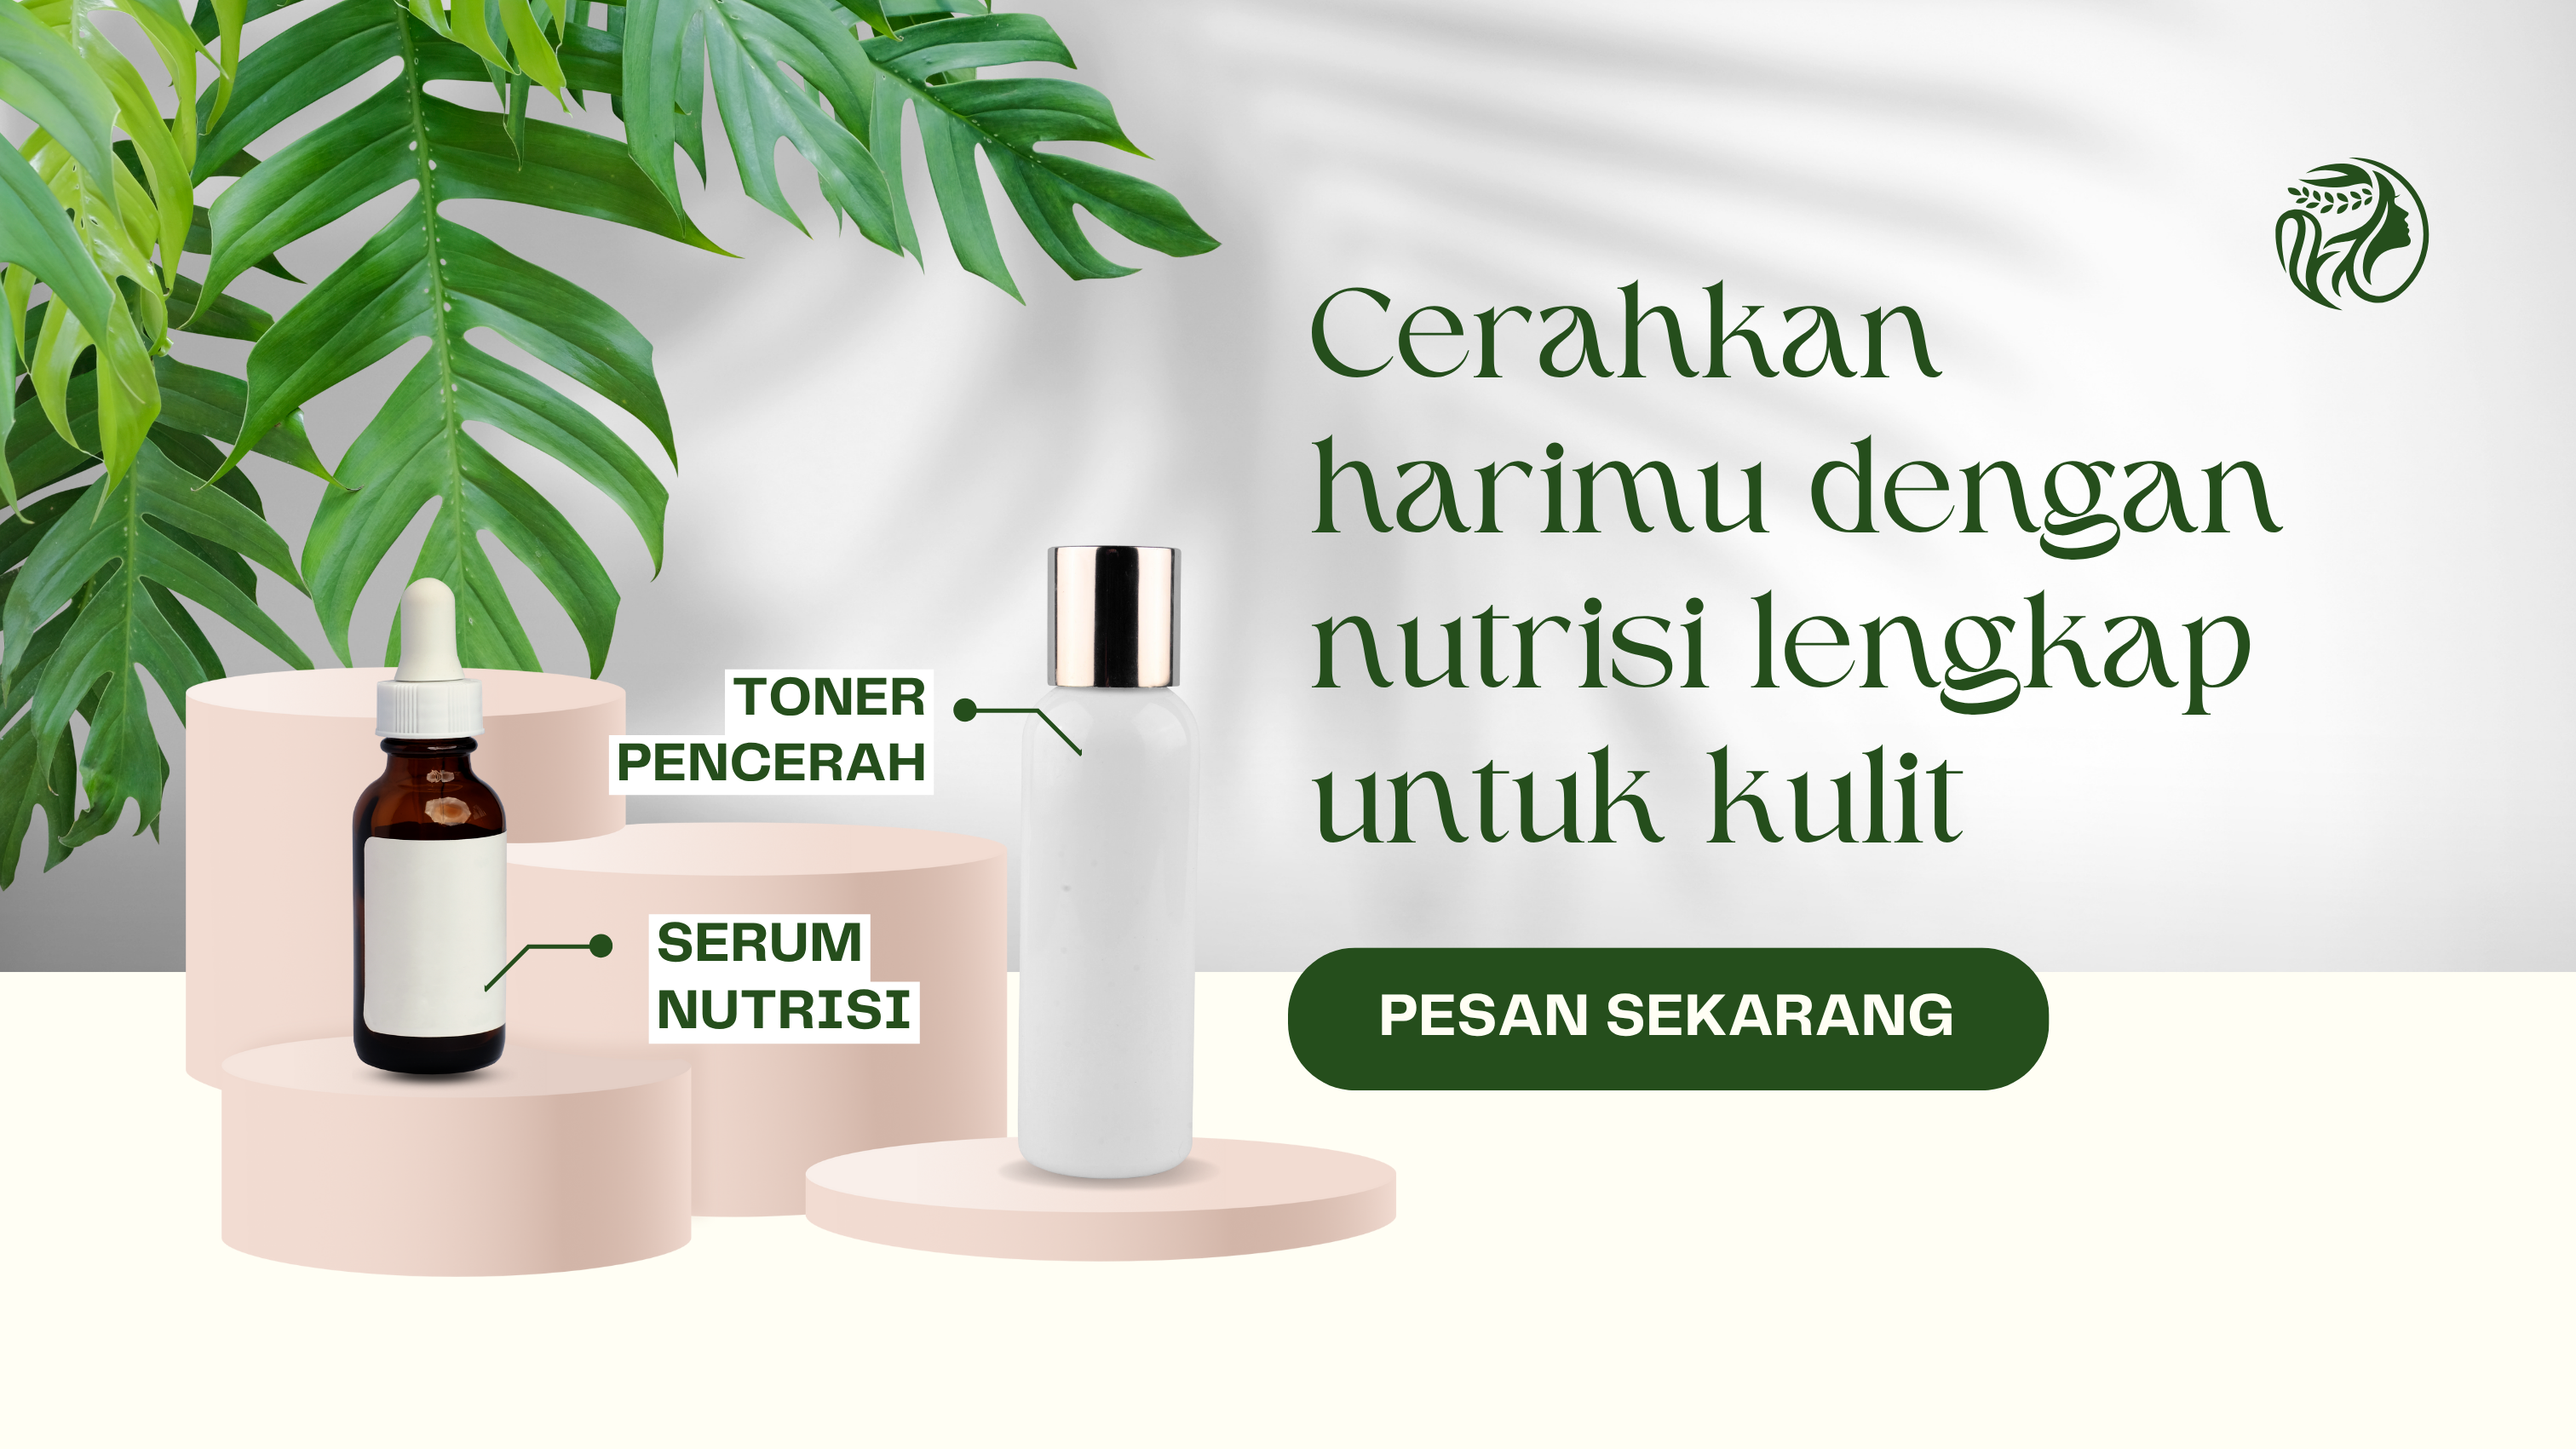 Cerahkan
harimu dengan
nutrisi lengkap
untuk kulit
TONER
PENCERAH
SERUM
NUTRISI
PESAN SEKARANG